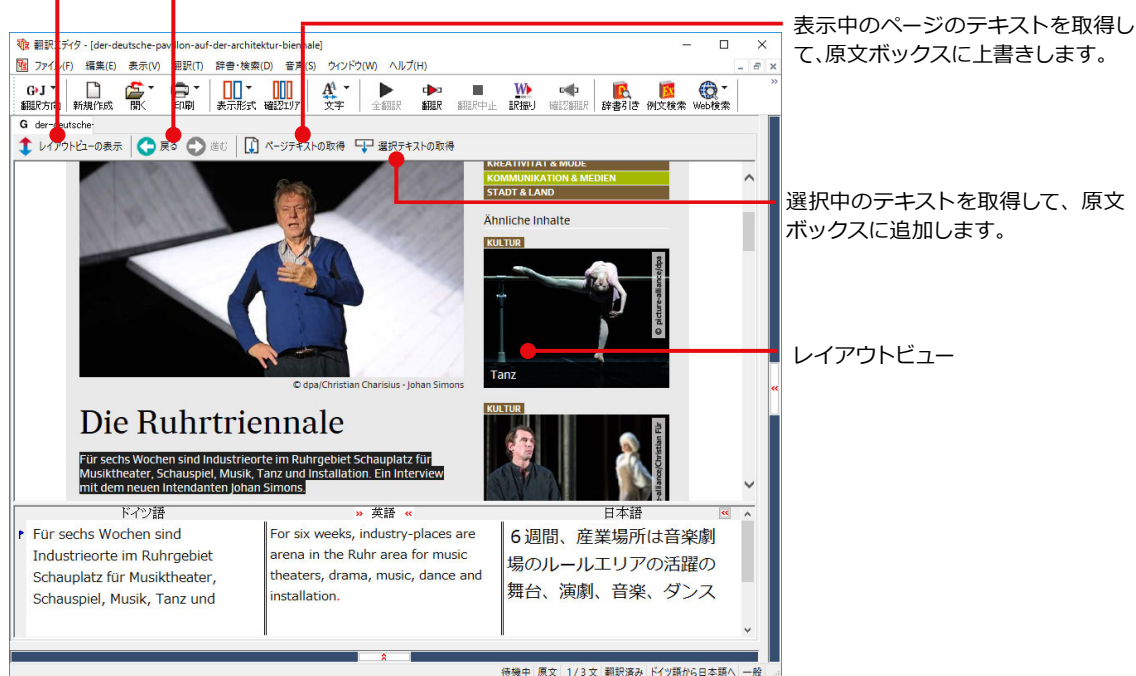 表示中のページのテキストを取得し
て、原文ボックスに上書きします。
翻訳エディタ - [der-deutsche-pavillon-auf-der-architektur-biennale]
ファイル(F) 編集(E) 表示(V) 翻訳(T) 辞書・検索(D) 音声(S) ウィンドウ(W) ヘルプ(H)
G▸J
翻訳方向 新規作成 開く 印刷 表示形式 確認エリア 文字 全翻訳 翻訳 翻訳中止 訳振り 確認翻訳 辞書引き 例文検索 Web検索
G der-deutsche-
レイアウトビューの表示 戻る 進む ページテキストの取得 選択テキストの取得
KREATIVITÄT & MODE
KOMMUNIKATION & MEDIEN
STADT & LAND
選択中のテキストを取得して、原文
ボックスに追加します。
Ähnliche Inhalte
KULTUR
© picture-alliance/dpa
レイアウトビュー
Tanz
© dpa/Christian Charisius - Johan Simons
KULTUR
-alliance/Christian Für
Die Ruhrtriennale
Für sechs Wochen sind Industrieorte im Ruhrgebiet Schauplatz für
Musiktheater, Schauspiel, Musik, Tanz und Installation. Ein Interview
mit dem neuen Intendanten Johan Simons.
ドイツ語 » 英語 « 日本語 «
Für sechs Wochen sind
Industrieorte im Ruhrgebiet
Schauplatz für Musiktheater,
Schauspiel, Musik, Tanz und
For six weeks, industry-places are
arena in the Ruhr area for music
theaters, drama, music, dance and
installation.
６週間、産業場所は音楽劇
場のルールエリアの活躍の
舞台、演劇、音楽、ダンス
待機中 原文 1/3文 翻訳済み ドイツ語から日本語へ 一般